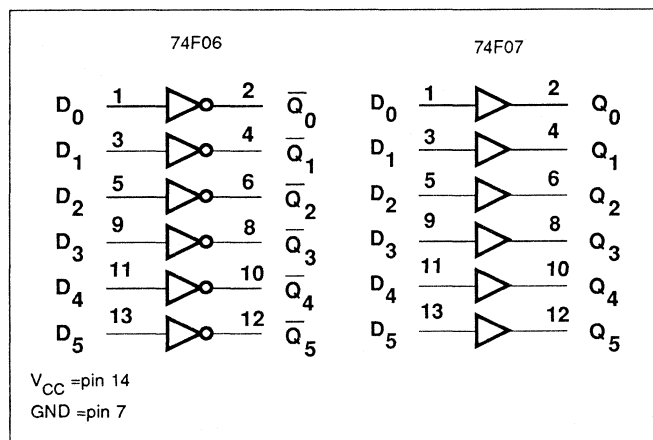 74F06 74F07
D0 1 2 Q̅0 D0 1 2 Q0
D1 3 4 Q̅1 D1 3 4 Q1
D2 5 6 Q̅2 D2 5 6 Q2
D3 9 8 Q̅3 D3 9 8 Q3
D4 11 10 Q̅4 D4 11 10 Q4
D5 13 12 Q̅5 D5 13 12 Q5
VCC =pin 14
GND =pin 7